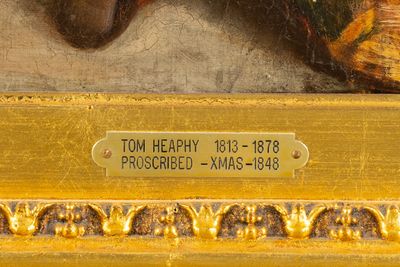 TOM HEAPHY 1813 - 1878
PROSCRIBED - XMAS - 1848